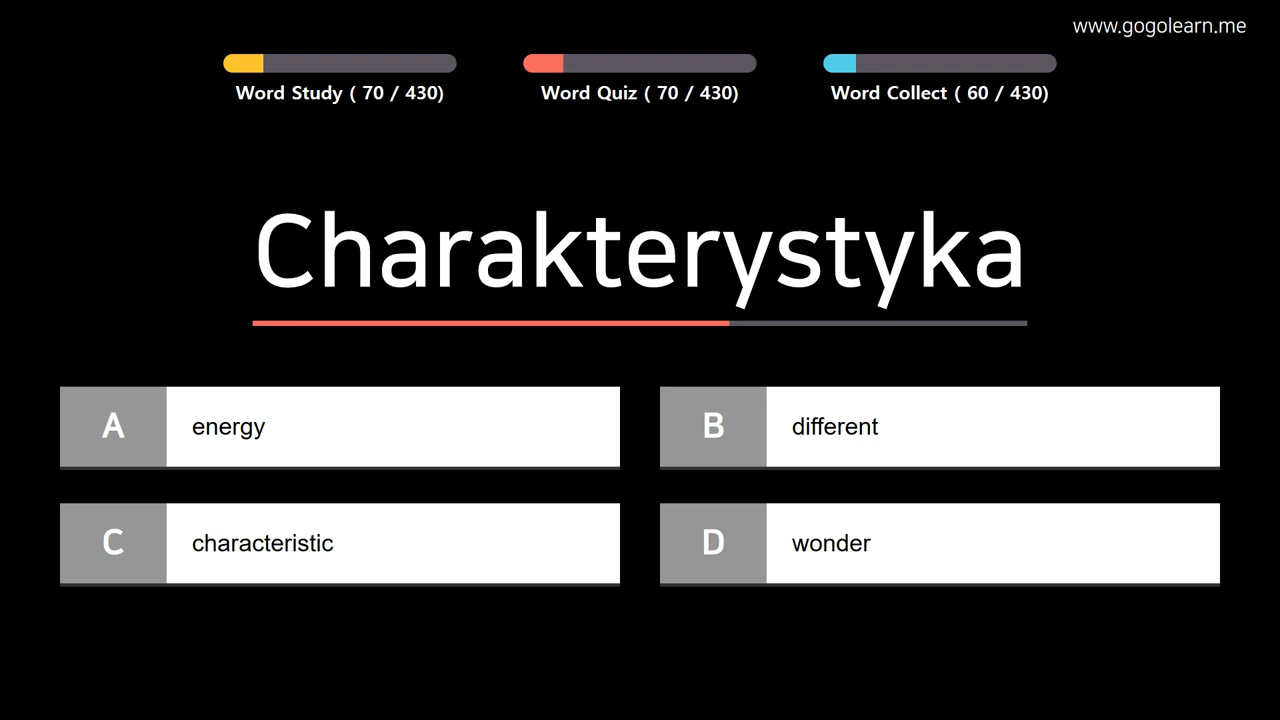 www.gogolearn.me
Word Study ( 70 / 430)
Word Quiz ( 70 / 430)
Word Collect ( 60 / 430)
Charakterystyka
A energy
B different
C characteristic
D wonder